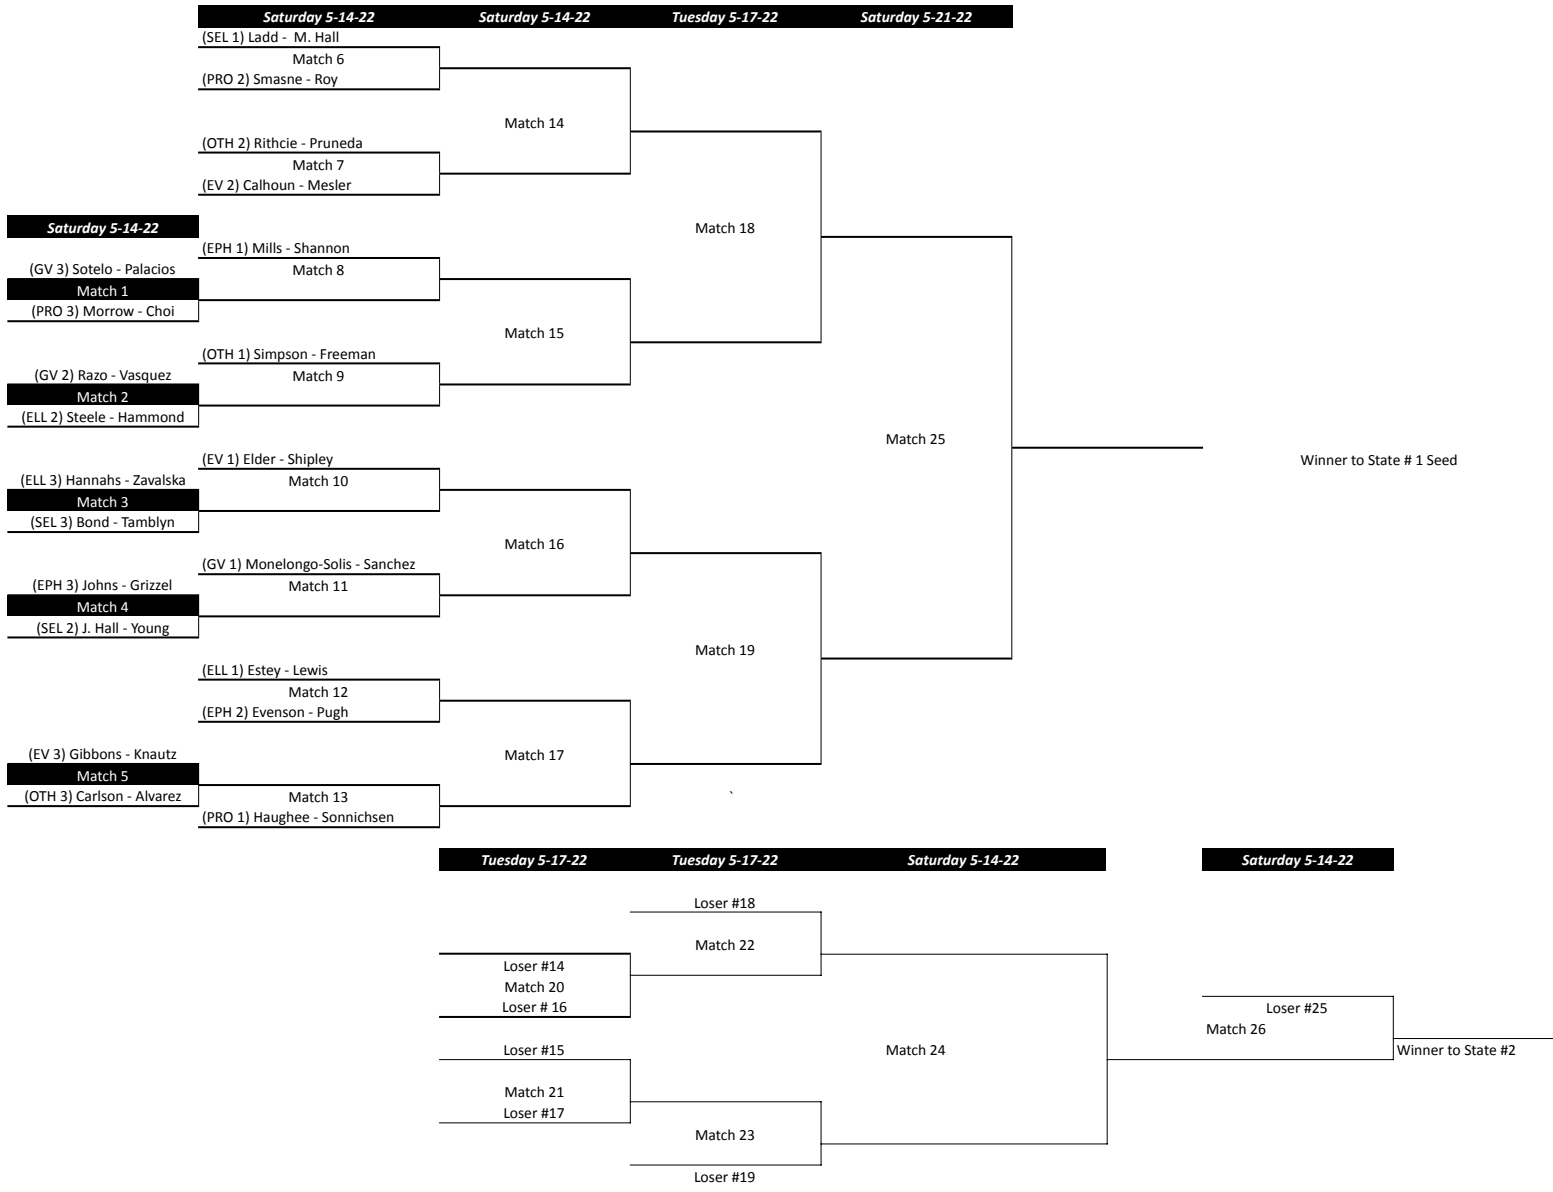 Saturday 5-14-22 Saturday 5-14-22 Tuesday 5-17-22 Saturday 5-21-22
(SEL 1) Ladd - M. Hall
Match 6
(PRO 2) Smasne - Roy
Match 14
(OTH 2) Rithcie - Pruneda
Match 7
(EV 2) Calhoun - Mesler
Saturday 5-14-22
Match 18
(EPH 1) Mills - Shannon
(GV 3) Sotelo - Palacios
Match 8
Match 1
(PRO 3) Morrow - Choi
Match 15
(OTH 1) Simpson - Freeman
(GV 2) Razo - Vasquez
Match 9
Match 2
(ELL 2) Steele - Hammond
Match 25
(EV 1) Elder - Shipley
Winner to State # 1 Seed
(ELL 3) Hannahs - Zavalska
Match 10
Match 3
(SEL 3) Bond - Tamblyn
Match 16
(GV 1) Monelongo-Solis - Sanchez
(EPH 3) Johns - Grizzel
Match 11
Match 4
(SEL 2) J. Hall - Young
Match 19
(ELL 1) Estey - Lewis
Match 12
(EPH 2) Evenson - Pugh
(EV 3) Gibbons - Knautz
Match 17
Match 5
(OTH 3) Carlson - Alvarez
Match 13
`
(PRO 1) Haughee - Sonnichsen
Tuesday 5-17-22 Tuesday 5-17-22 Saturday 5-14-22 Saturday 5-14-22
Loser #18
Match 22
Loser #14
Match 20
Loser # 16
Loser #25
Match 26
Loser #15
Match 24
Winner to State #2
Match 21
Loser #17
Match 23
Loser #19